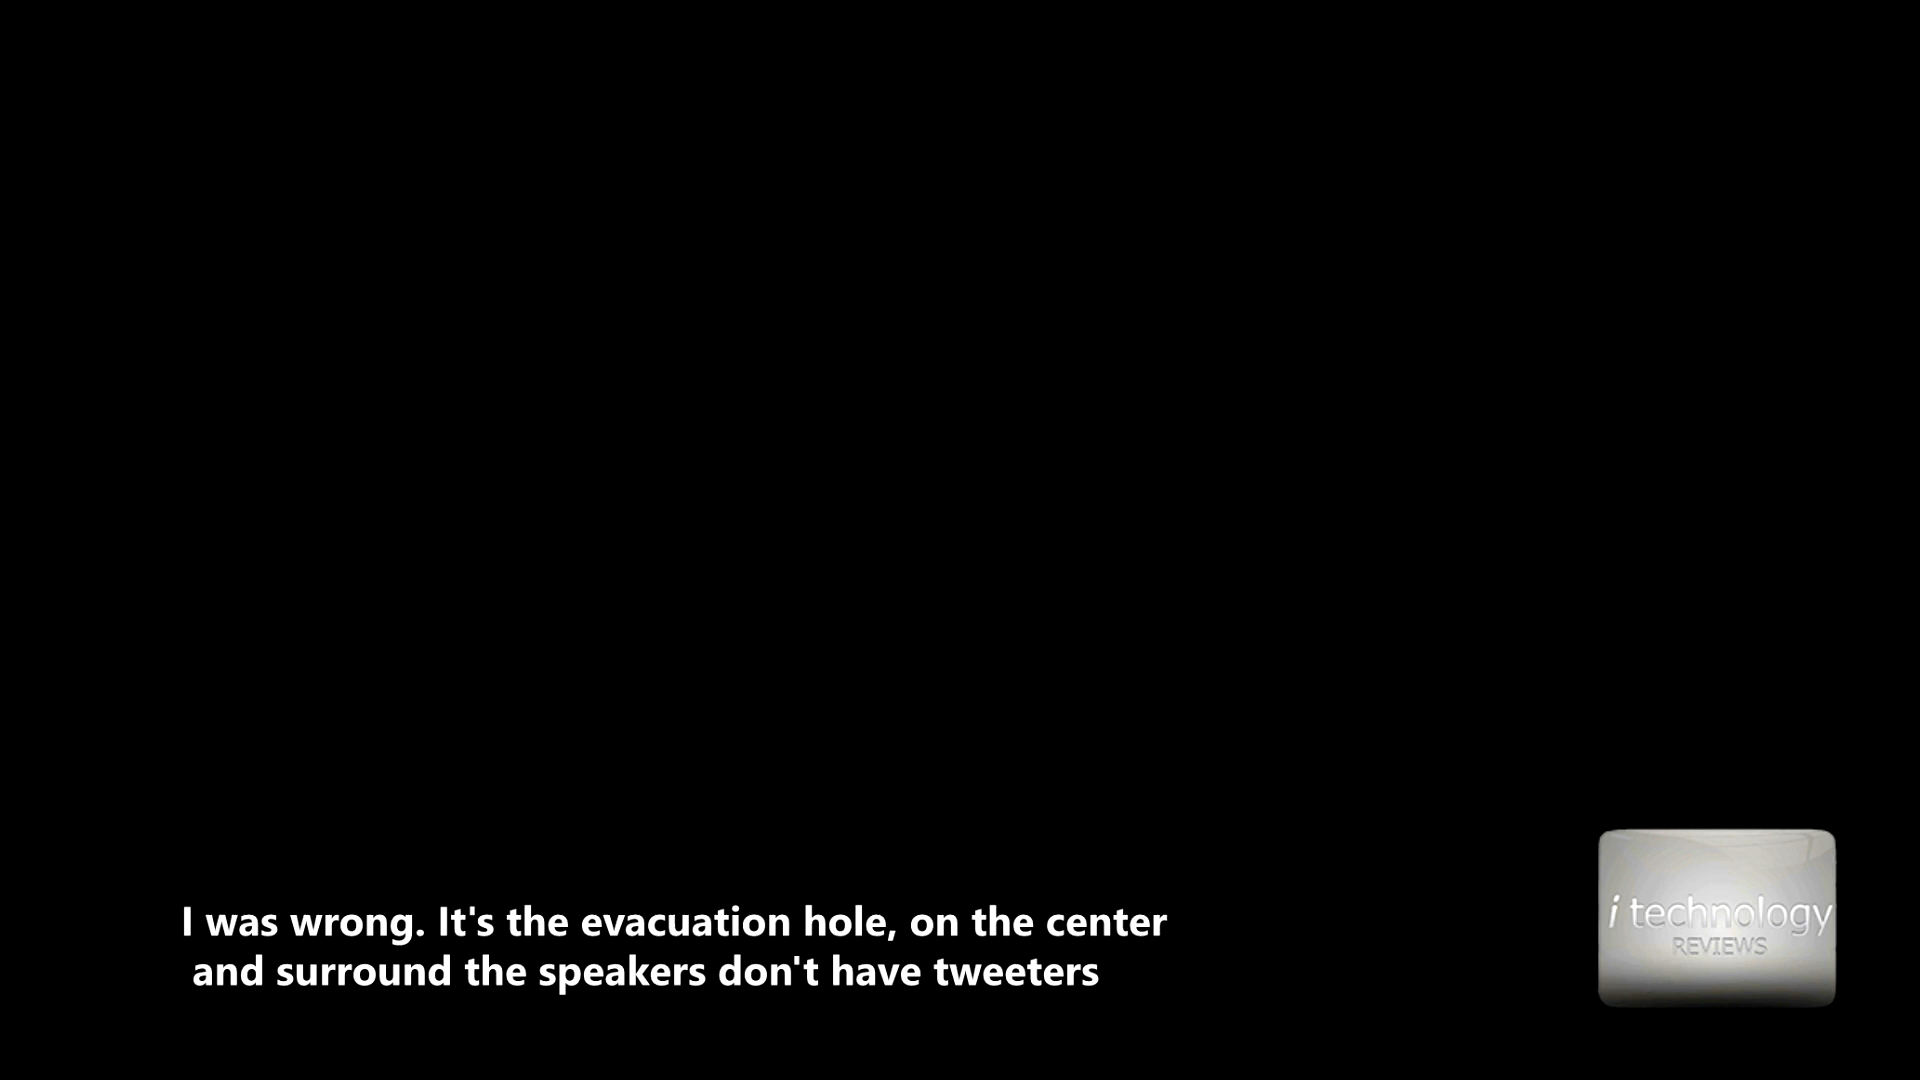 I was wrong. It's the evacuation hole, on the center
and surround the speakers don't have tweeters
i technology
REVIEWS